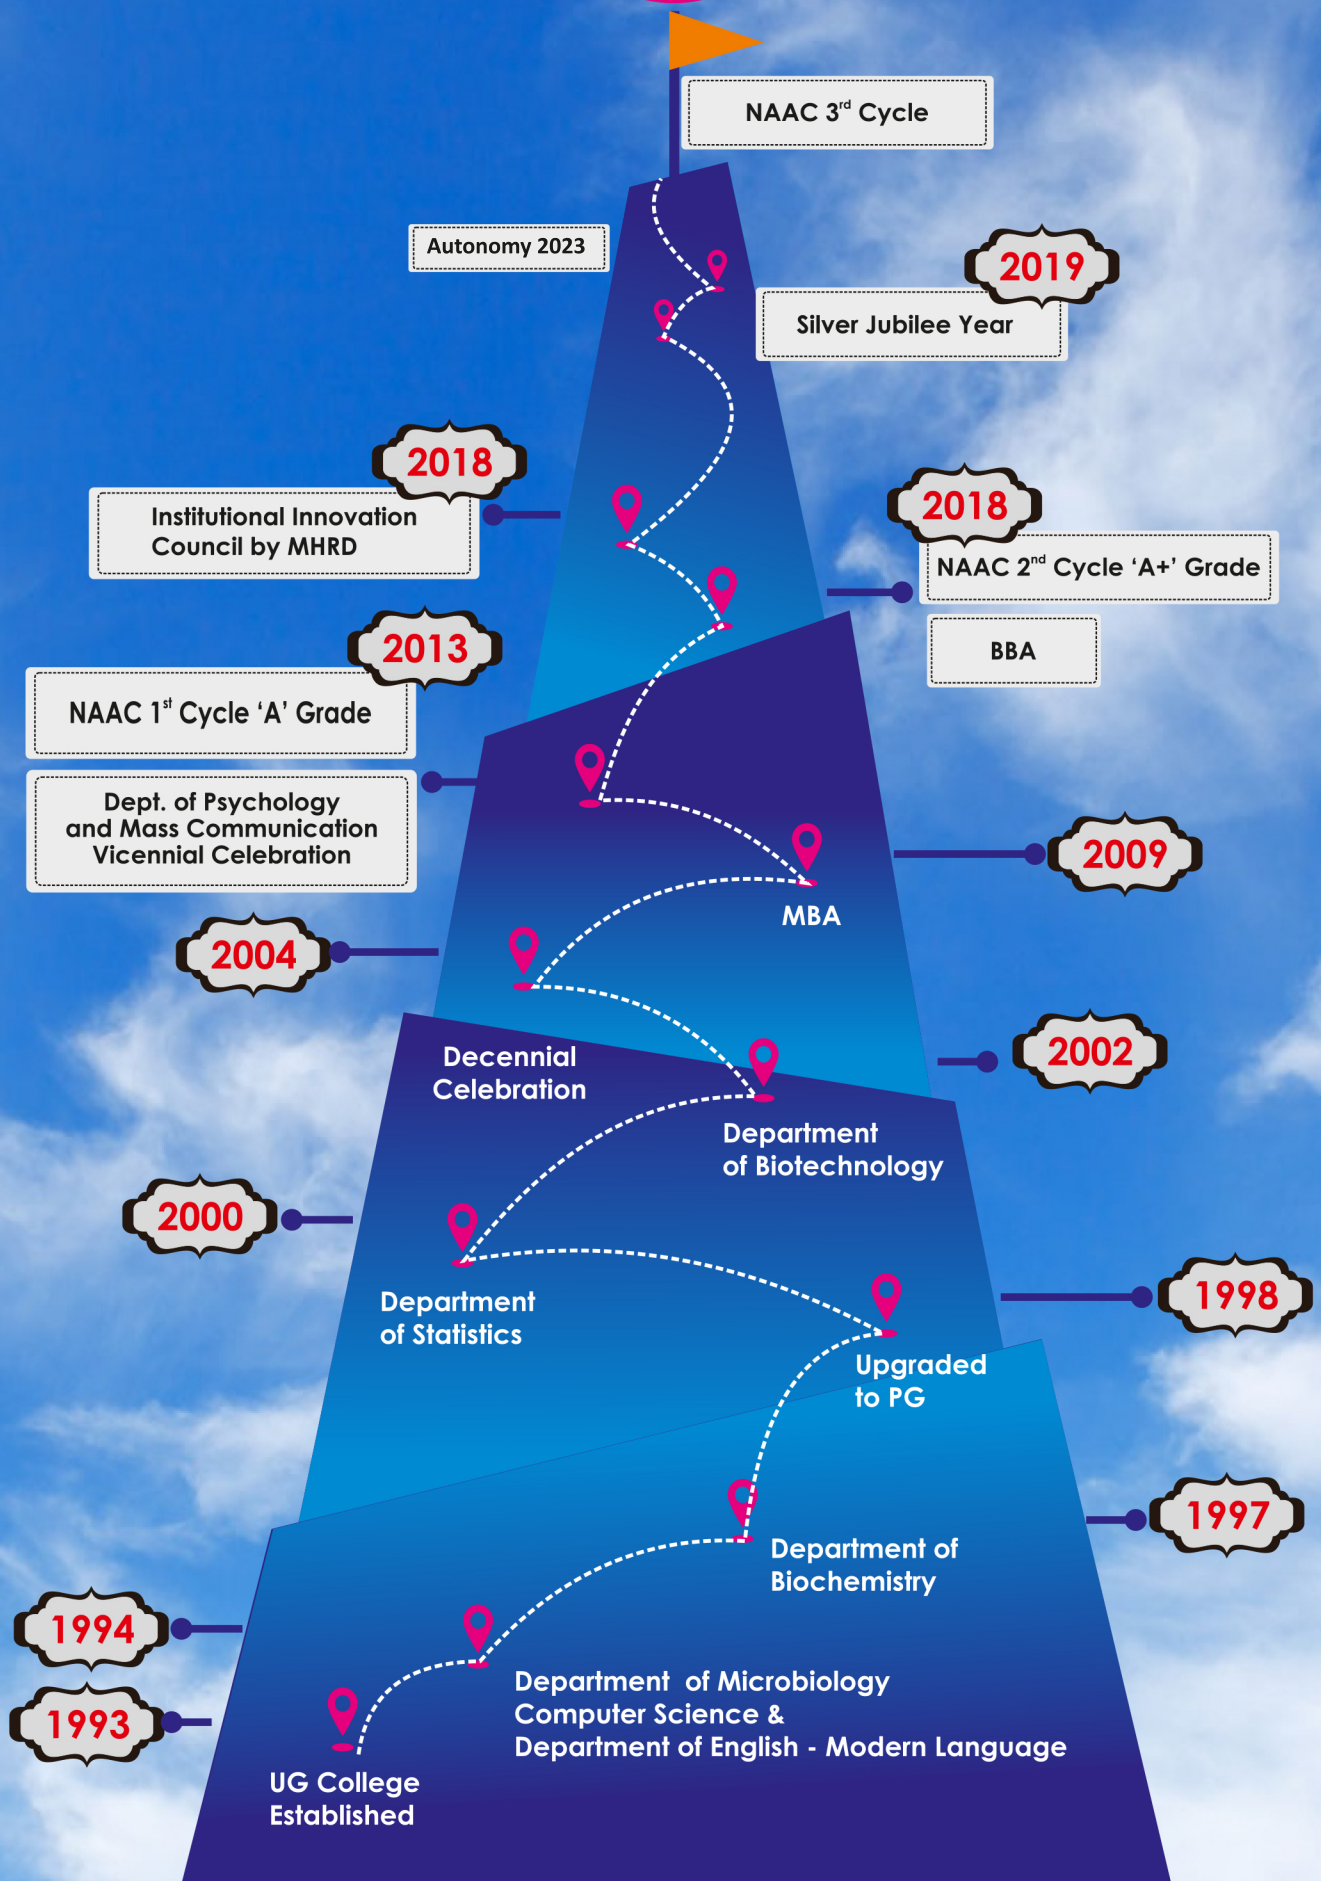 NAAC 3rd Cycle
Autonomy 2023
2019
Silver Jubilee Year
2018
Institutional Innovation
Council by MHRD
2018
NAAC 2nd Cycle ‘A+’ Grade
BBA
2013
NAAC 1st Cycle ‘A’ Grade
Dept. of Psychology
and Mass Communication
Vicennial Celebration
2009
MBA
2004
Decennial
Celebration
2002
Department
of Biotechnology
2000
Department
of Statistics
1998
Upgraded
to PG
1997
Department of
Biochemistry
1994
Department of Microbiology
Computer Science &
Department of English - Modern Language
1993
UG College
Established